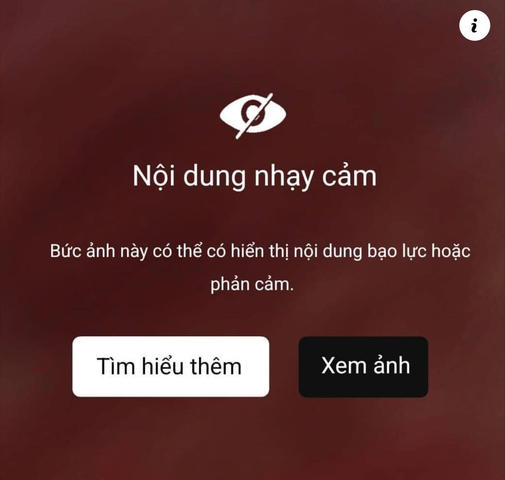 Nội dung nhạy cảm
Bức ảnh này có thể có hiển thị nội dung bạo lực hoặc
phản cảm.
Tìm hiểu thêm
Xem ảnh